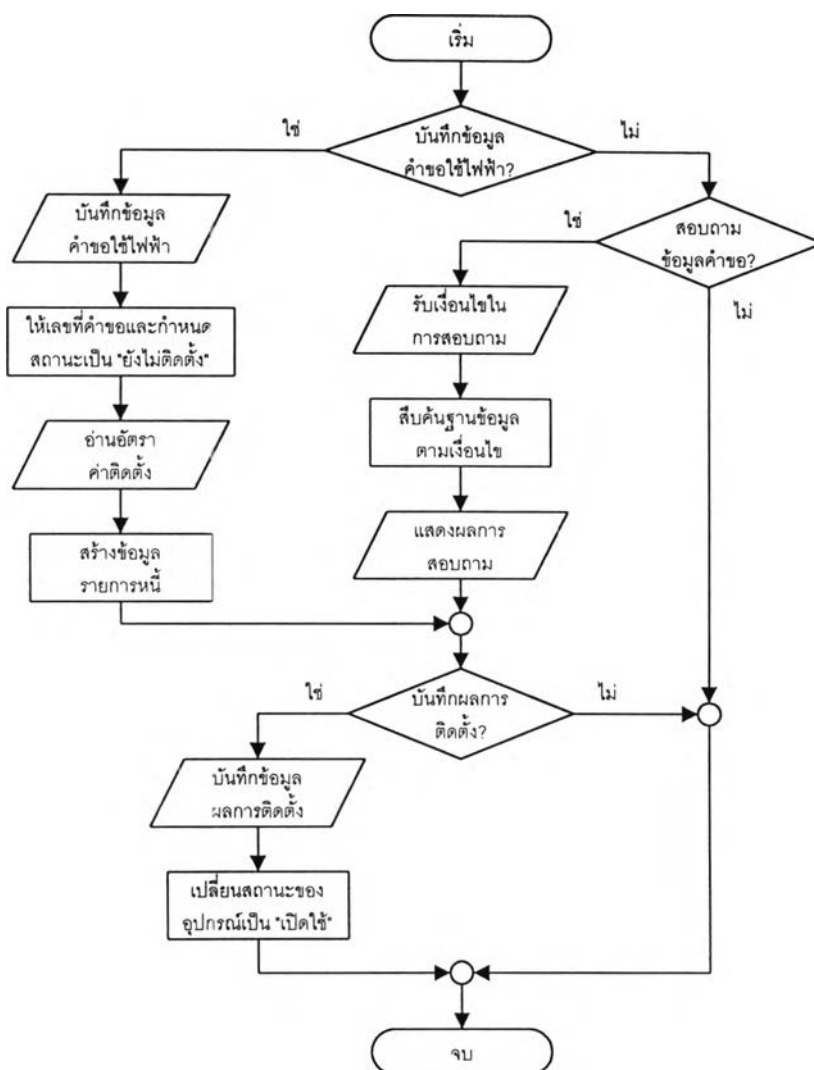 เริ่ม
ใช่
บันทึกข้อมูล
คำขอใช้ไฟฟ้า?
ไม่
บันทึกข้อมูล
คำขอใช้ไฟฟ้า
ใช่
สอบถาม
ข้อมูลคำขอ?
ไม่
ให้เลขที่คำขอและกำหนด
สถานะเป็น "ยังไม่ติดตั้ง"
รับเงื่อนไขใน
การสอบถาม
อ่านอัตรา
ค่าติดตั้ง
สืบค้นฐานข้อมูล
ตามเงื่อนไข
สร้างข้อมูล
รายการหนี้
แสดงผลการ
สอบถาม
ใช่
บันทึกผลการ
ติดตั้ง?
ไม่
บันทึกข้อมูล
ผลการติดตั้ง
เปลี่ยนสถานะของ
อุปกรณ์เป็น "เปิดใช้"
จบ